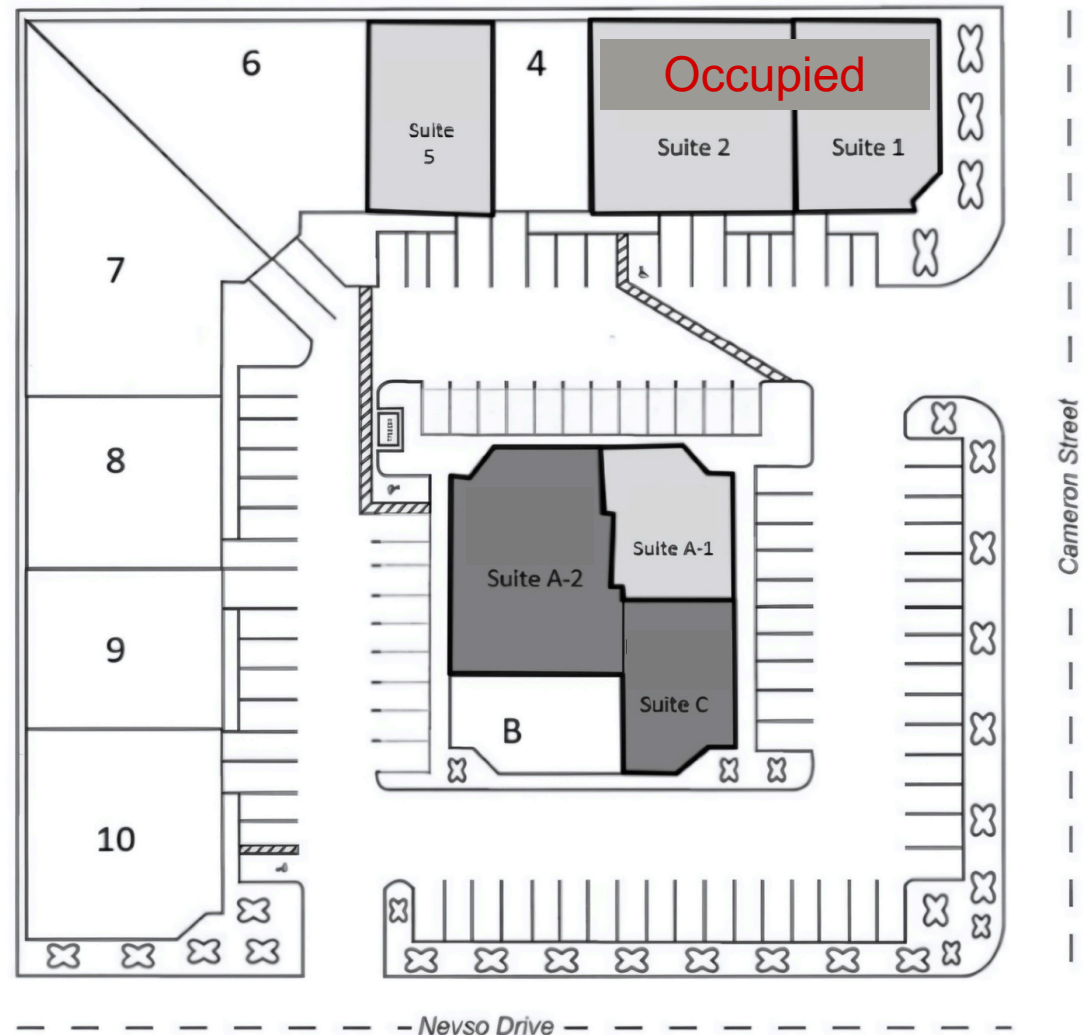 6
4
Occupied
Suite
5
Suite 2
Suite 1
7
8
Suite A-1
Suite A-2
9
Suite C
B
10
Cameron Street
Nevso Drive